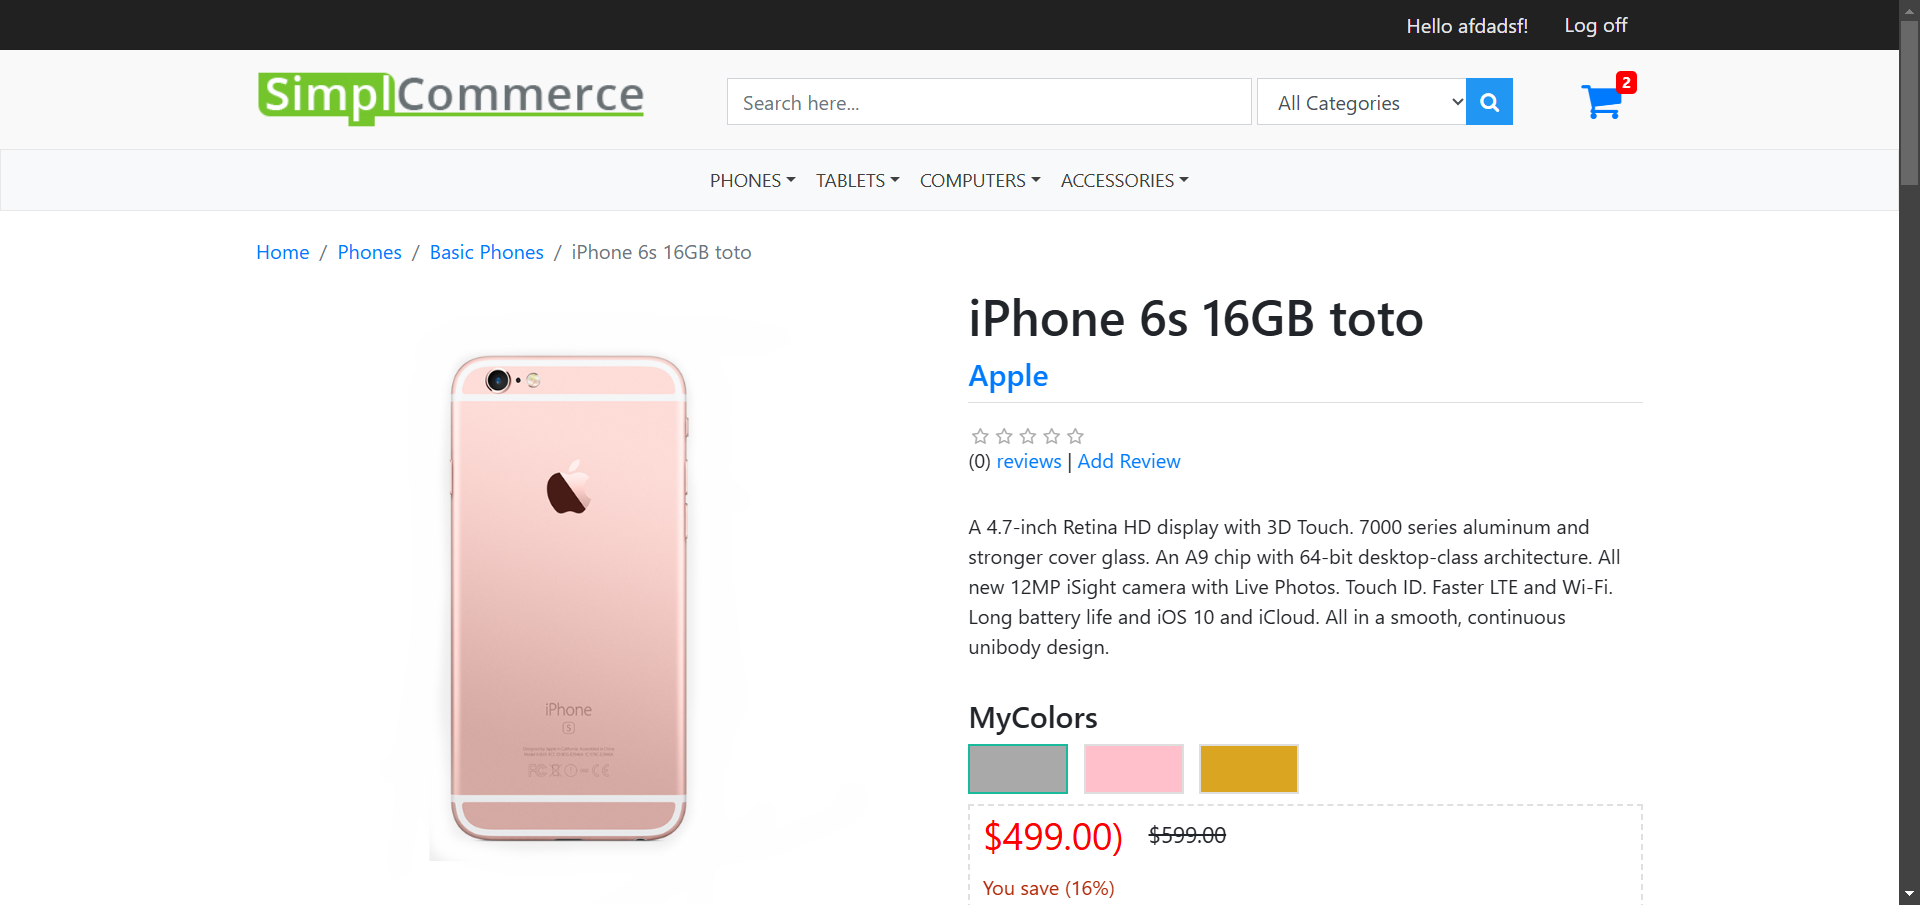 Hello afdadsf! Log off
SimplCommerce
Search here... All Categories 2
PHONES TABLETS COMPUTERS ACCESSORIES
Home / Phones / Basic Phones / iPhone 6s 16GB toto
iPhone 6s 16GB toto
Apple
(0) reviews | Add Review
A 4.7-inch Retina HD display with 3D Touch. 7000 series aluminum and
stronger cover glass. An A9 chip with 64-bit desktop-class architecture. All
new 12MP iSight camera with Live Photos. Touch ID. Faster LTE and Wi-Fi.
Long battery life and iOS 10 and iCloud. All in a smooth, continuous
unibody design.
iPhone
S
MyColors
$499.00) $599.00
You save (16%)